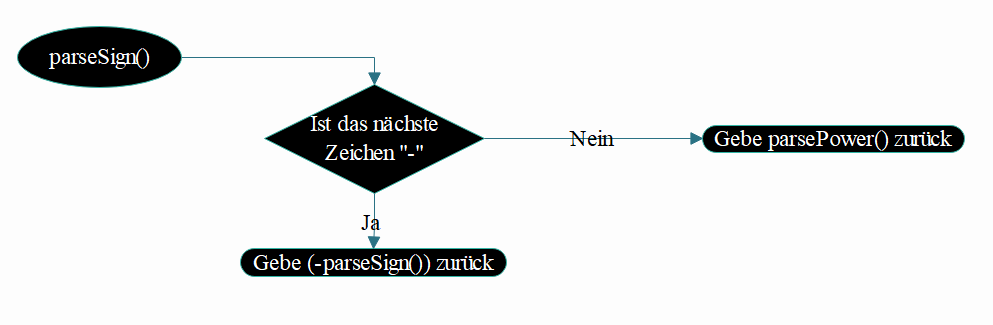 parseSign()
Ist das nächste
Zeichen "-"
Nein
Gebe parsePower() zurück
Ja
Gebe (-parseSign()) zurück